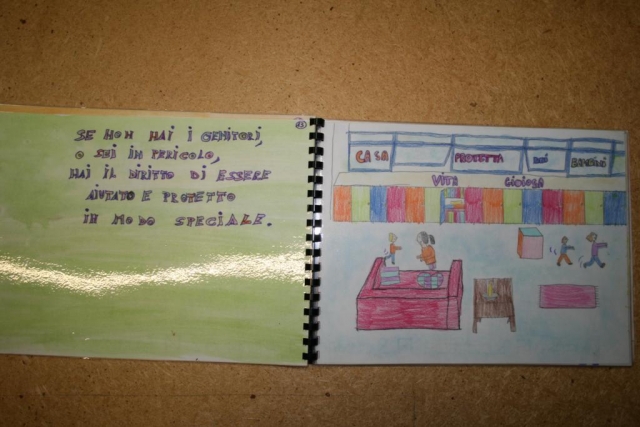 SE NON HAI I GENITORI,
O SEI IN PERICOLO,
HAI IL DIRITTO DI ESSERE
AIUTATO E PROTETTO
IN MODO SPECIALE.
CASA PROTETTA DEI BAMBINI
VITA GIOIOSA